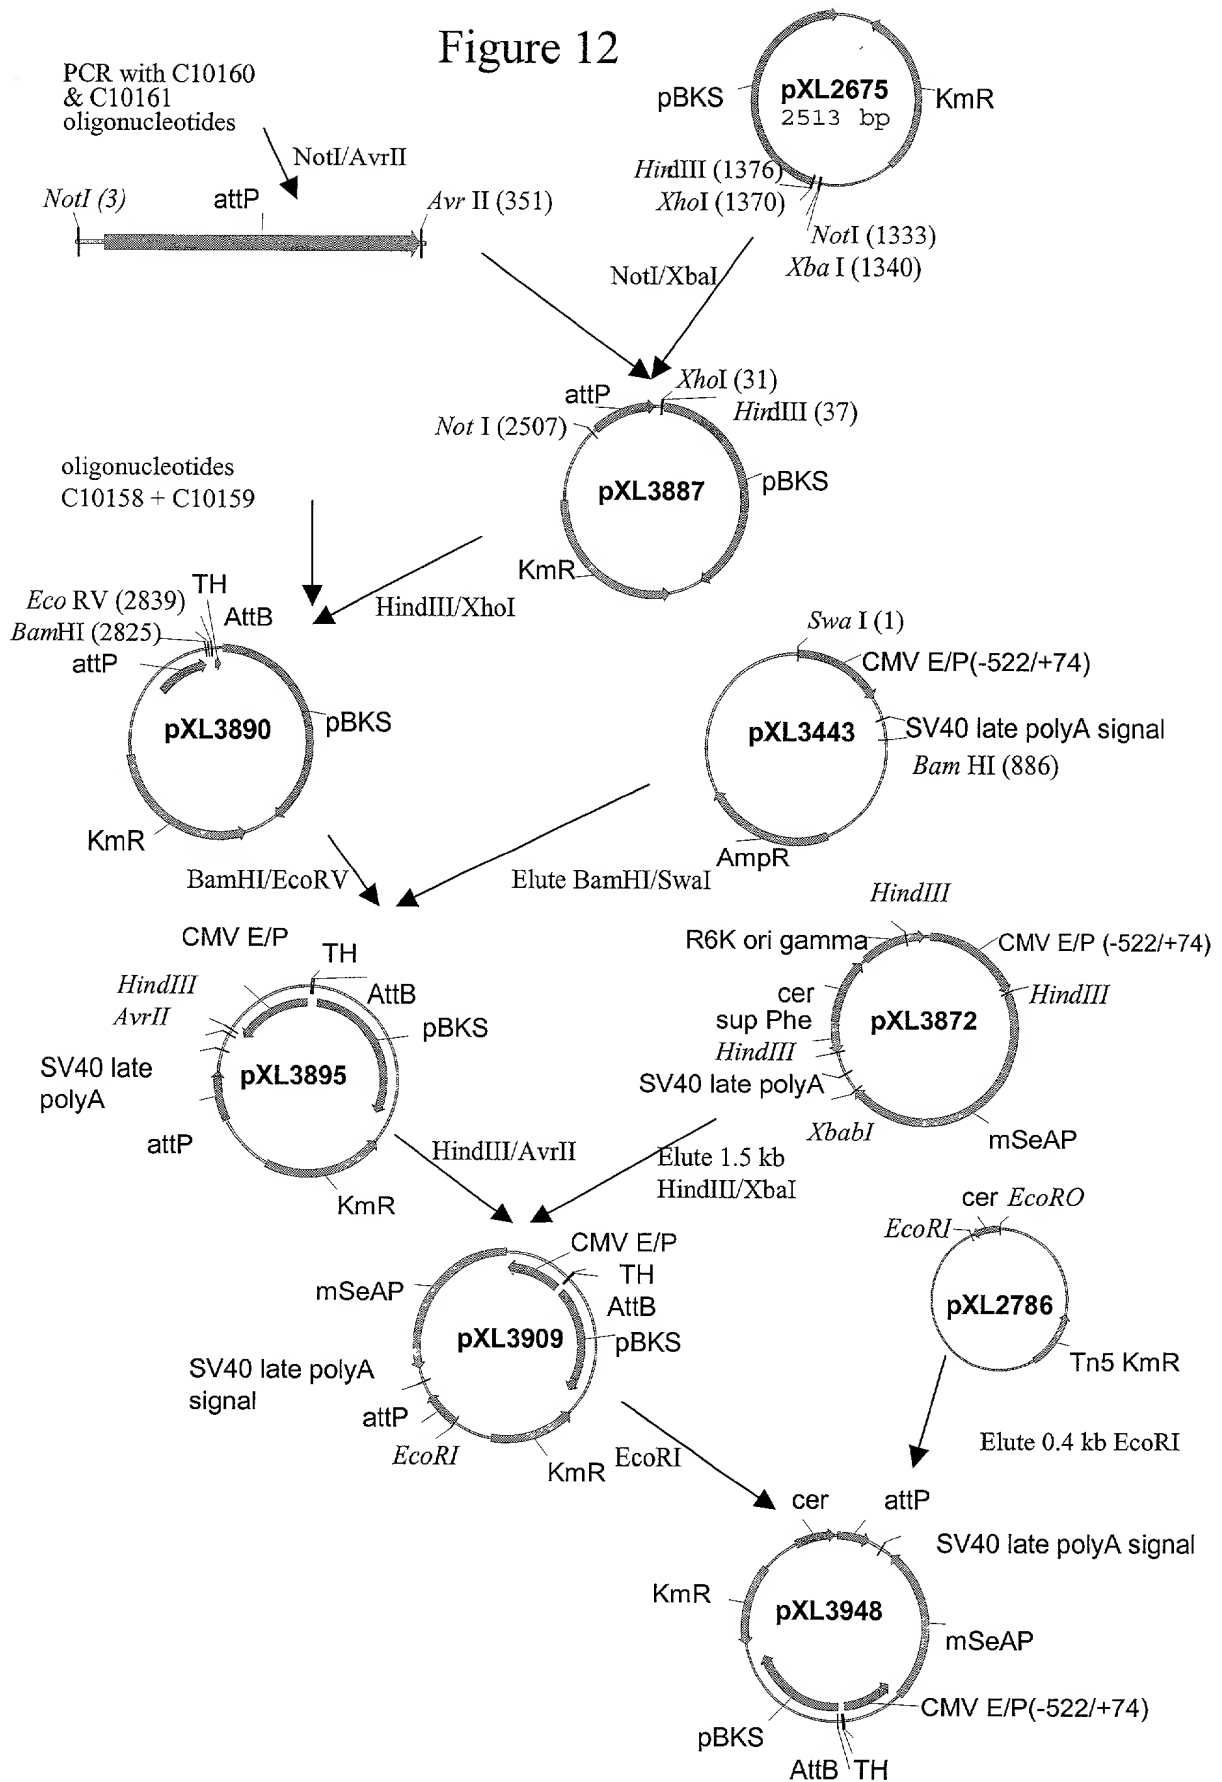 Figure 12
PCR with C10160
& C10161
oligonucleotides
NotI/AvrII
NotI (3)
attP
Avr II (351)
pBKS
pXL2675
2513 bp
KmR
HindIII (1376)
XhoI (1370)
NotI (1333)
Xba I (1340)
NotI/XbaI
attP
XhoI (31)
HindIII (37)
Not I (2507)
pXL3887
pBKS
KmR
oligonucleotides
C10158 + C10159
HindIII/XhoI
TH
Eco RV (2839)
AttB
BamHI (2825)
attP
pXL3890
pBKS
KmR
Swa I (1)
CMV E/P(-522/+74)
pXL3443
SV40 late polyA signal
Bam HI (886)
AmpR
BamHI/EcoRV
Elute BamHI/SwaI
CMV E/P
TH
HindIII
AttB
AvrII
pBKS
SV40 late
polyA
pXL3895
attP
KmR
HindIII
R6K ori gamma
CMV E/P (-522/+74)
cer
HindIII
sup Phe
pXL3872
HindIII
SV40 late polyA
XbabI
mSeAP
HindIII/AvrII
Elute 1.5 kb
HindIII/XbaI
cer EcoRO
EcoRI
pXL2786
Tn5 KmR
CMV E/P
mSeAP
TH
AttB
pXL3909
pBKS
SV40 late polyA
signal
attP
EcoRI
KmR
EcoRI
Elute 0.4 kb EcoRI
cer
attP
SV40 late polyA signal
KmR
pXL3948
mSeAP
CMV E/P(-522/+74)
pBKS
AttB
TH